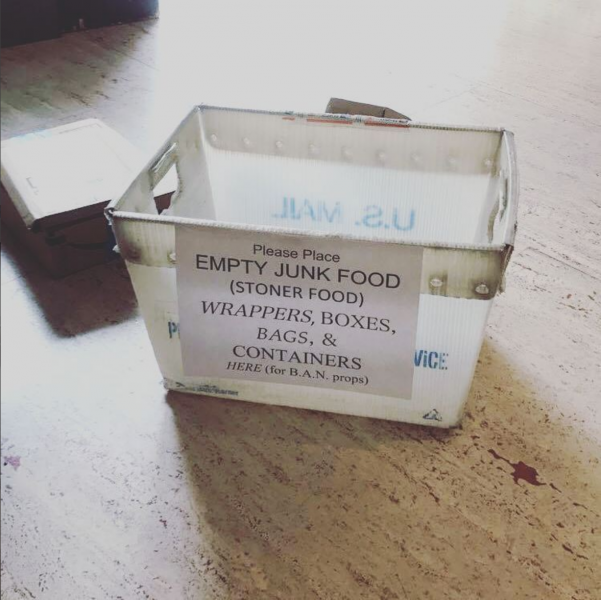 U.S. MAIL
Please Place
EMPTY JUNK FOOD
(STONER FOOD)
WRAPPERS, BOXES,
BAGS, &
CONTAINERS
HERE (for B.A.N. props)
P
VICE